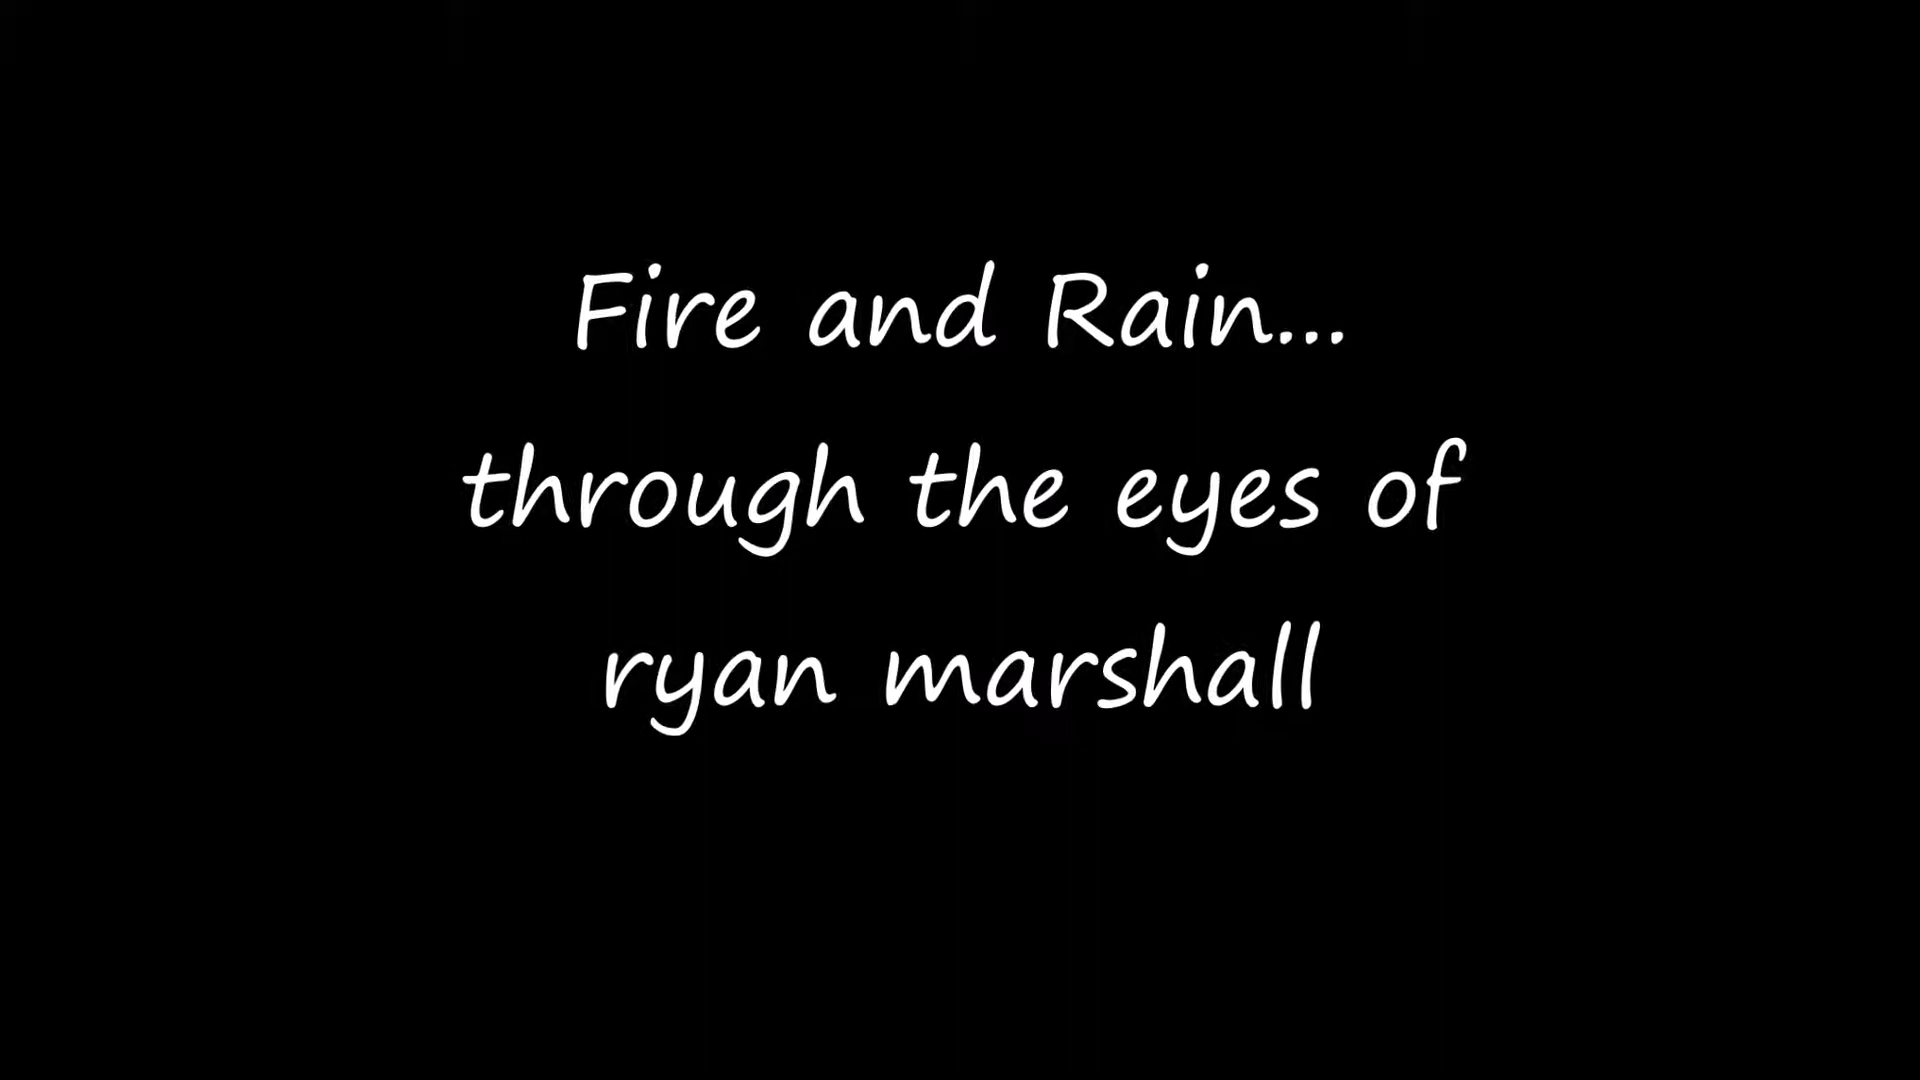 Fire and Rain...
through the eyes of
ryan marshall